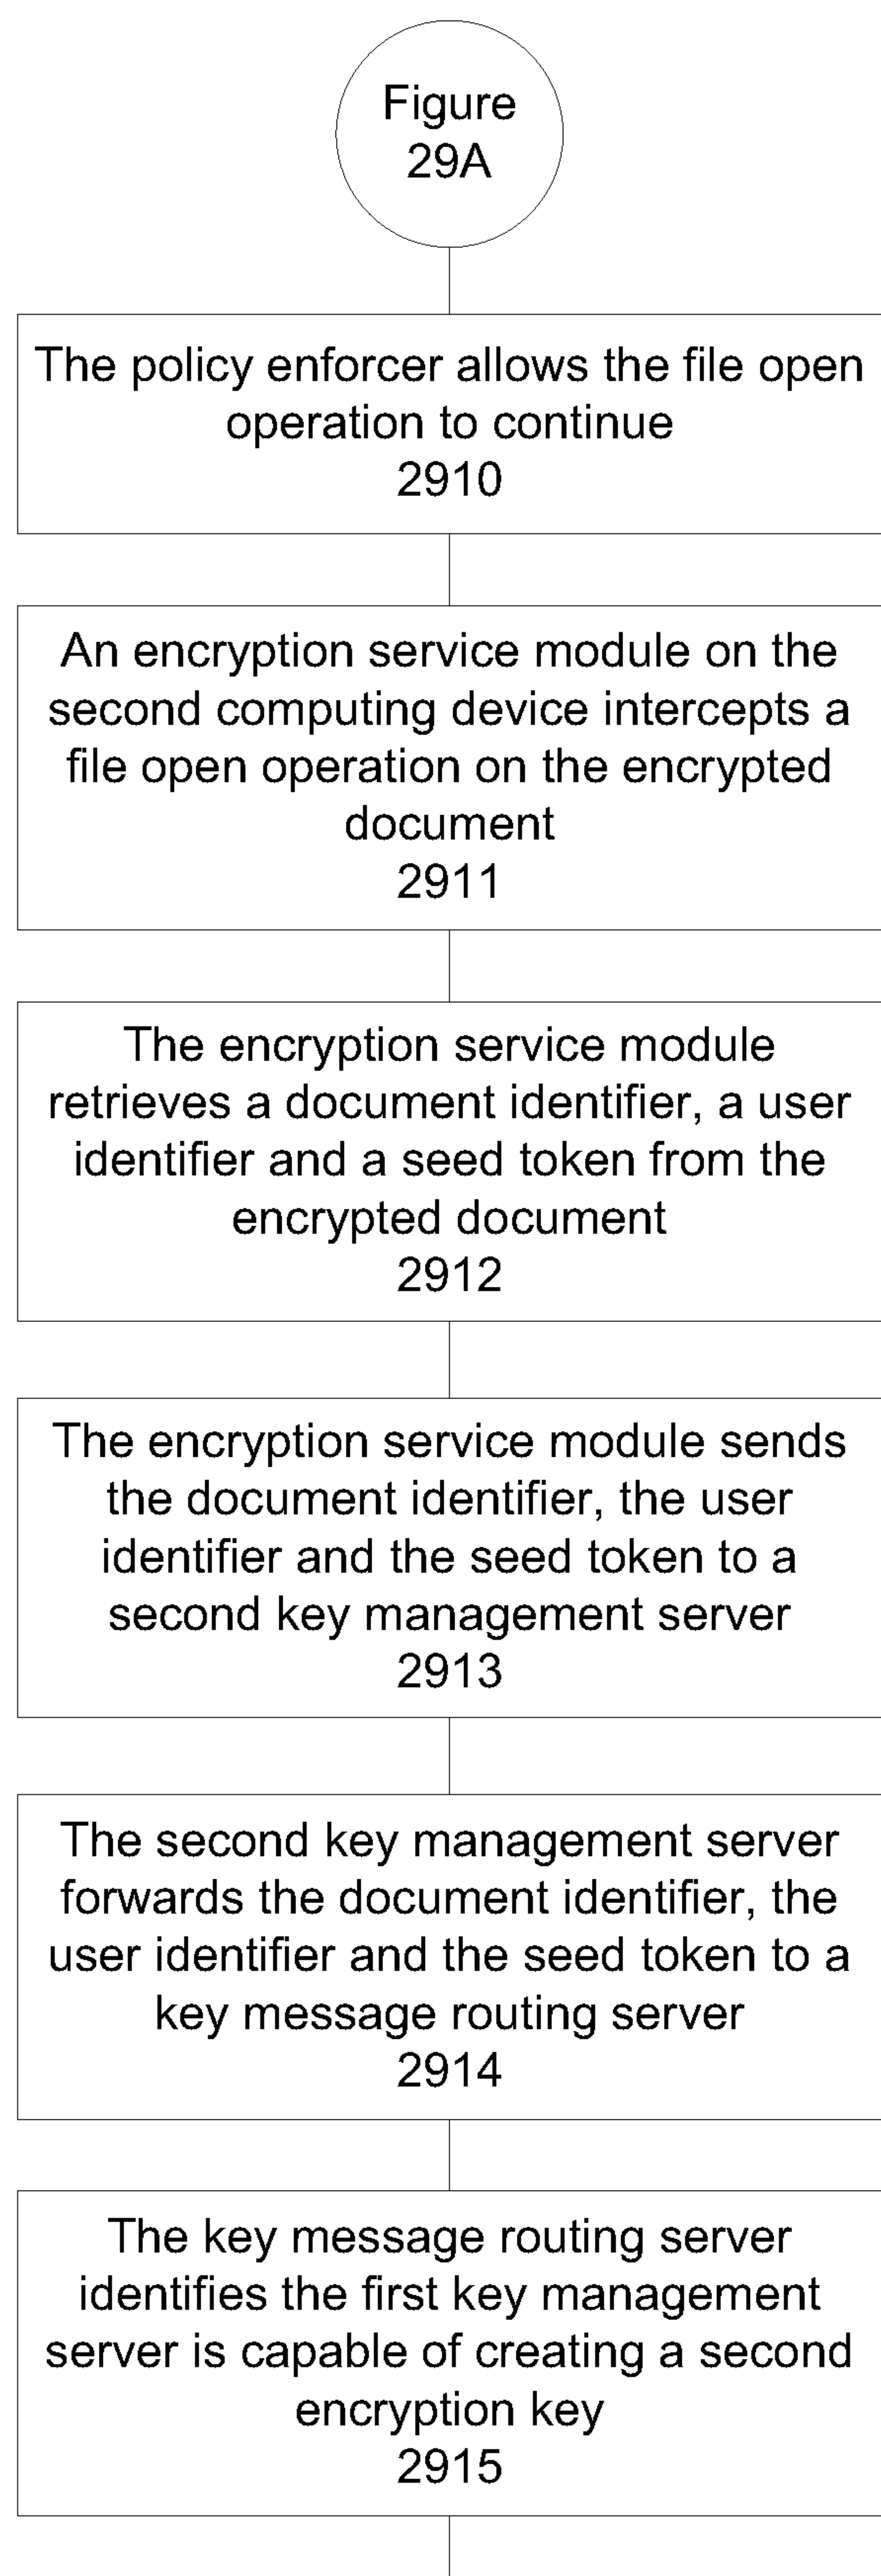 Figure
29A
The policy enforcer allows the file open
operation to continue
2910
An encryption service module on the
second computing device intercepts a
file open operation on the encrypted
document
2911
The encryption service module
retrieves a document identifier, a user
identifier and a seed token from the
encrypted document
2912
The encryption service module sends
the document identifier, the user
identifier and the seed token to a
second key management server
2913
The second key management server
forwards the document identifier, the
user identifier and the seed token to a
key message routing server
2914
The key message routing server
identifies the first key management
server is capable of creating a second
encryption key
2915